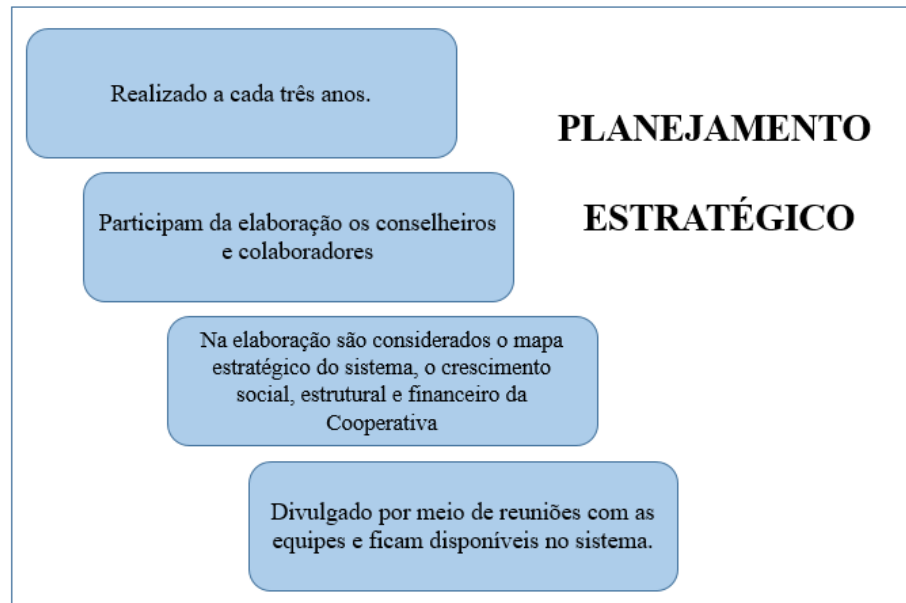 Realizado a cada três anos.
PLANEJAMENTO
ESTRATÉGICO
Participam da elaboração os conselheiros
e colaboradores
Na elaboração são considerados o mapa
estratégico do sistema, o crescimento
social, estrutural e financeiro da
Cooperativa
Divulgado por meio de reuniões com as
equipes e ficam disponíveis no sistema.